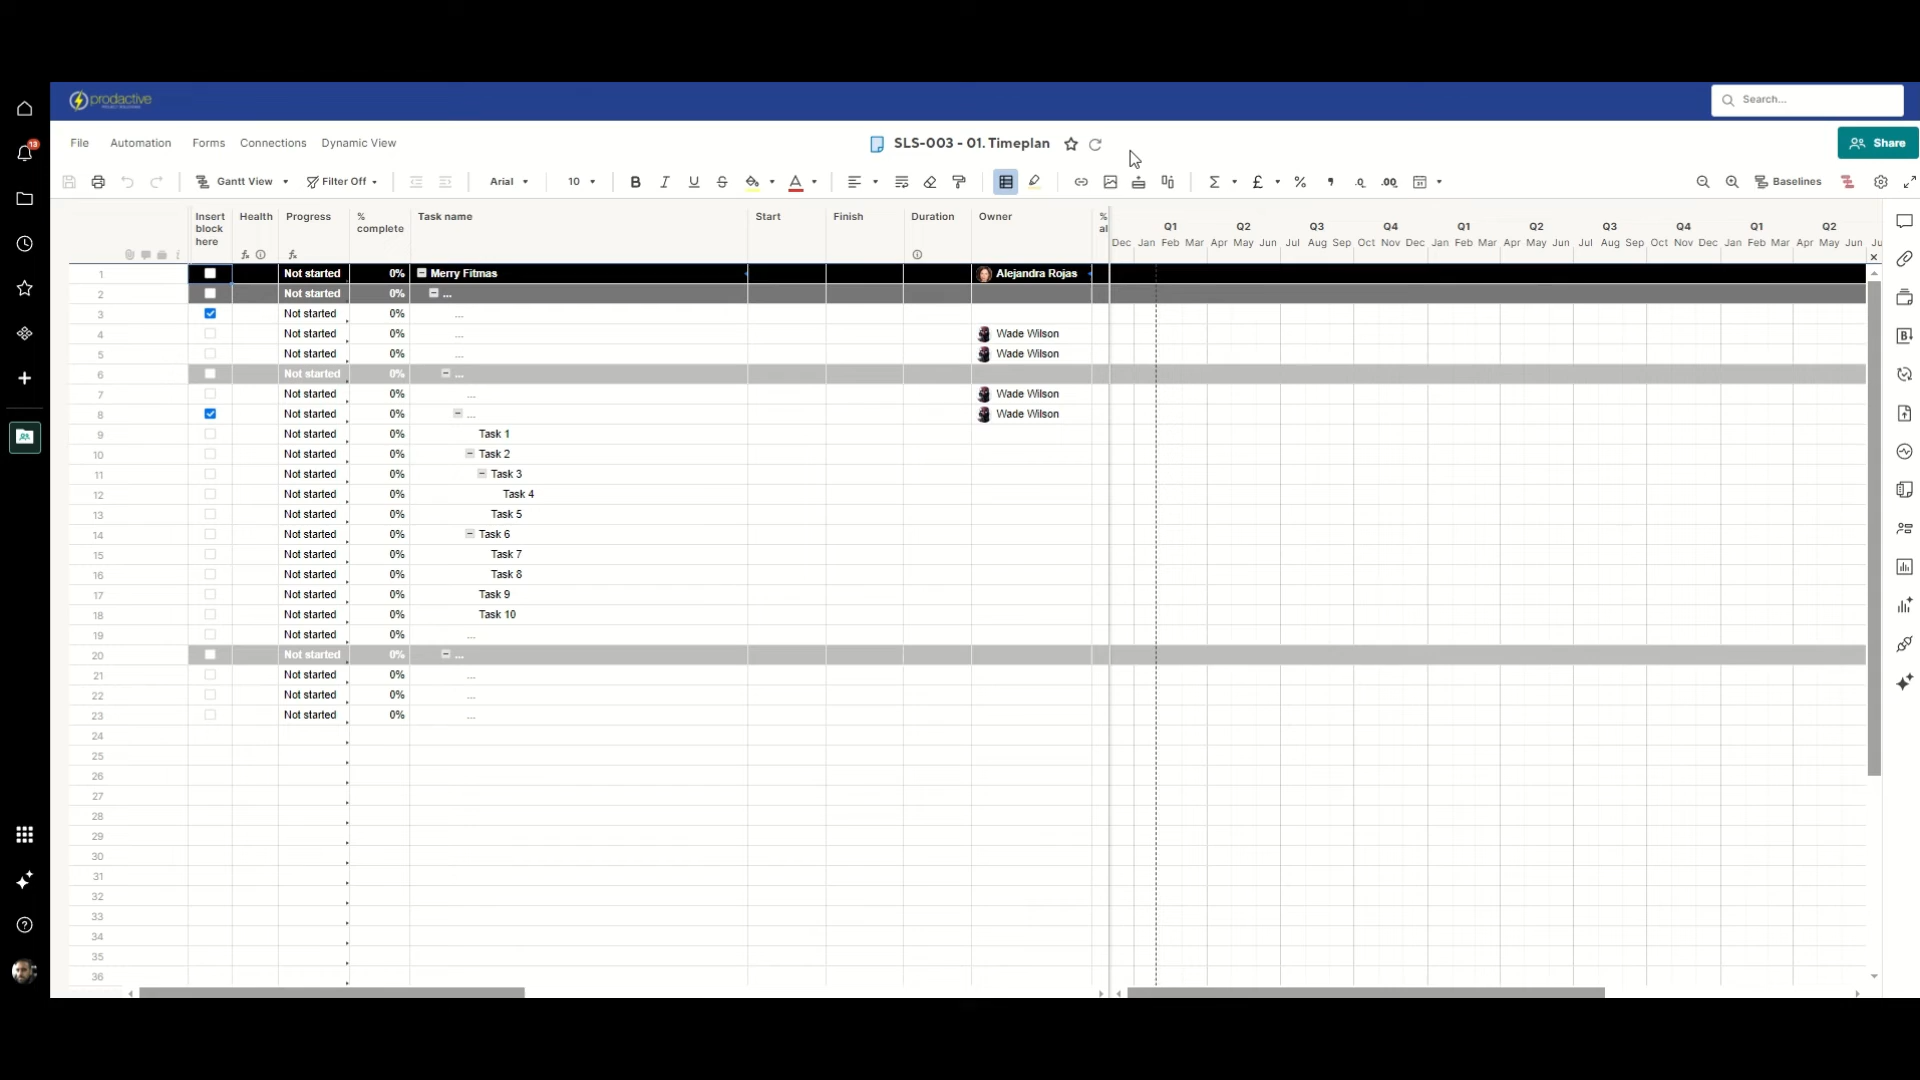 prodactive
Search...
13
File Automation Forms Connections Dynamic View
SLS-003 - 01. Timeplan
Share
Gantt View Filter Off Arial 10 B I U S A Σ £ % , .0 .00 Baselines
Insert block here Health Progress % complete Task name Start Finish Duration Owner % al
Q1 Q2 Q3 Q4 Q1 Q2 Q3 Q4 Q1 Q2
Dec Jan Feb Mar Apr May Jun Jul Aug Sep Oct Nov Dec Jan Feb Mar Apr May Jun Jul Aug Sep Oct Nov Dec Jan Feb Mar Apr May Jun Ju
fx fx
1 Not started 0% Merry Fitmas Alejandra Rojas
2 Not started 0% ...
3 Not started 0% ...
4 Not started 0% ... Wade Wilson
5 Not started 0% ... Wade Wilson
6 Not started 0% ...
7 Not started 0% ... Wade Wilson
8 Not started 0% ... Wade Wilson
9 Not started 0% Task 1
10 Not started 0% Task 2
11 Not started 0% Task 3
12 Not started 0% Task 4
13 Not started 0% Task 5
14 Not started 0% Task 6
15 Not started 0% Task 7
16 Not started 0% Task 8
17 Not started 0% Task 9
18 Not started 0% Task 10
19 Not started 0% ...
20 Not started 0% ...
21 Not started 0% ...
22 Not started 0% ...
23 Not started 0% ...
24
25
26
27
28
29
30
31
32
33
34
35
36